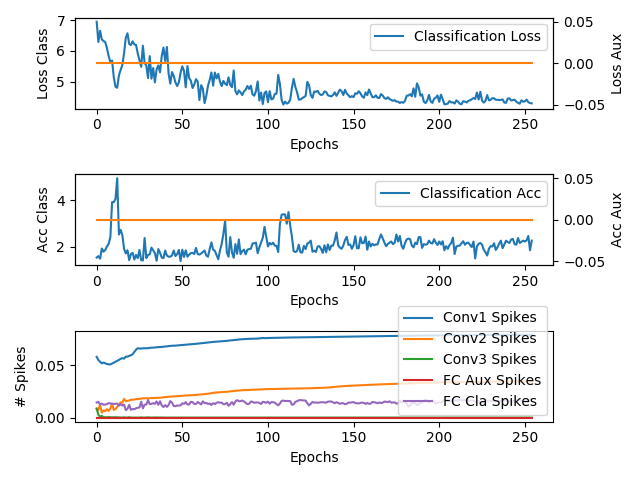 7
6
5
Loss Class
Classification Loss
0.05
0.00
−0.05
Loss Aux
0 50 100 150 200 250
Epochs
4
2
Acc Class
Classification Acc
0.05
0.00
−0.05
Acc Aux
0 50 100 150 200 250
Epochs
0.05
0.00
# Spikes
Conv1 Spikes
Conv2 Spikes
Conv3 Spikes
FC Aux Spikes
FC Cla Spikes
0 50 100 150 200 250
Epochs